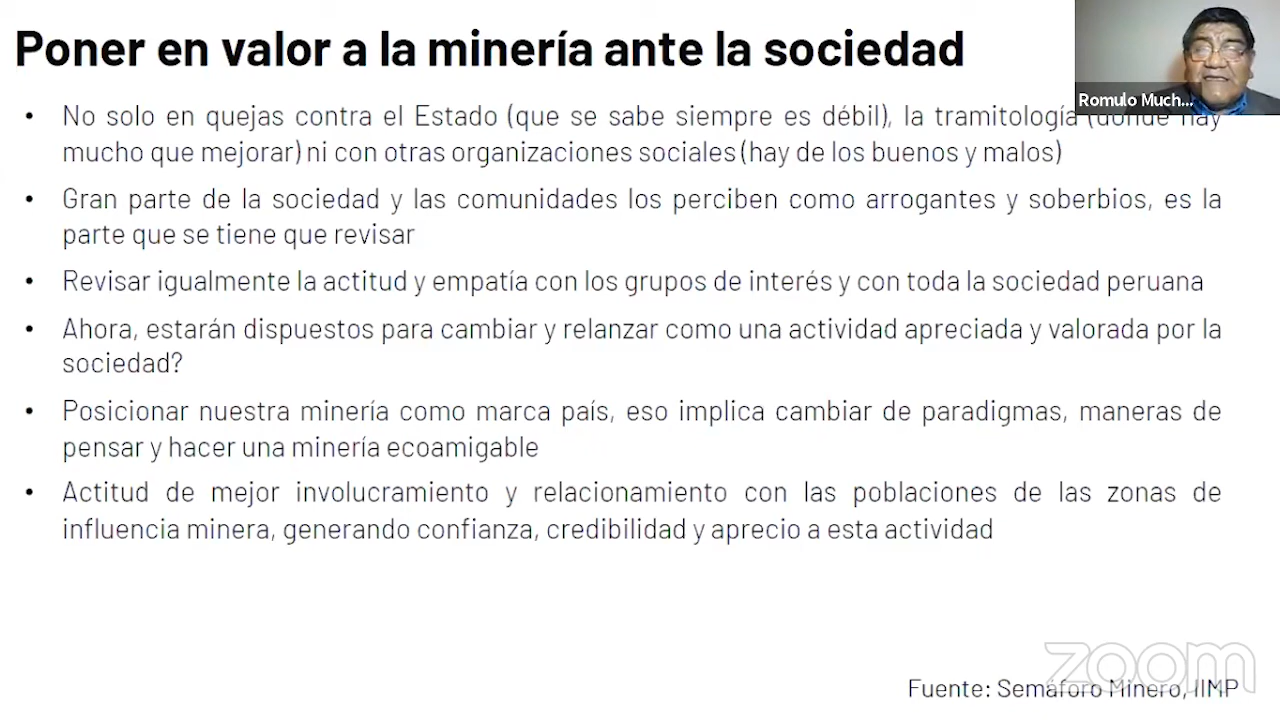 Poner en valor a la minería ante la sociedad
Romulo Much...
• No solo en quejas contra el Estado (que se sabe siempre es débil), la tramitología (donde hay
mucho que mejorar) ni con otras organizaciones sociales (hay de los buenos y malos)
• Gran parte de la sociedad y las comunidades los perciben como arrogantes y soberbios, es la
parte que se tiene que revisar
• Revisar igualmente la actitud y empatía con los grupos de interés y con toda la sociedad peruana
• Ahora, estarán dispuestos para cambiar y relanzar como una actividad apreciada y valorada por la
sociedad?
• Posicionar nuestra minería como marca país, eso implica cambiar de paradigmas, maneras de
pensar y hacer una minería ecoamigable
• Actitud de mejor involucramiento y relacionamiento con las poblaciones de las zonas de
influencia minera, generando confianza, credibilidad y aprecio a esta actividad
zoom
Fuente: Semáforo Minero, IIMP